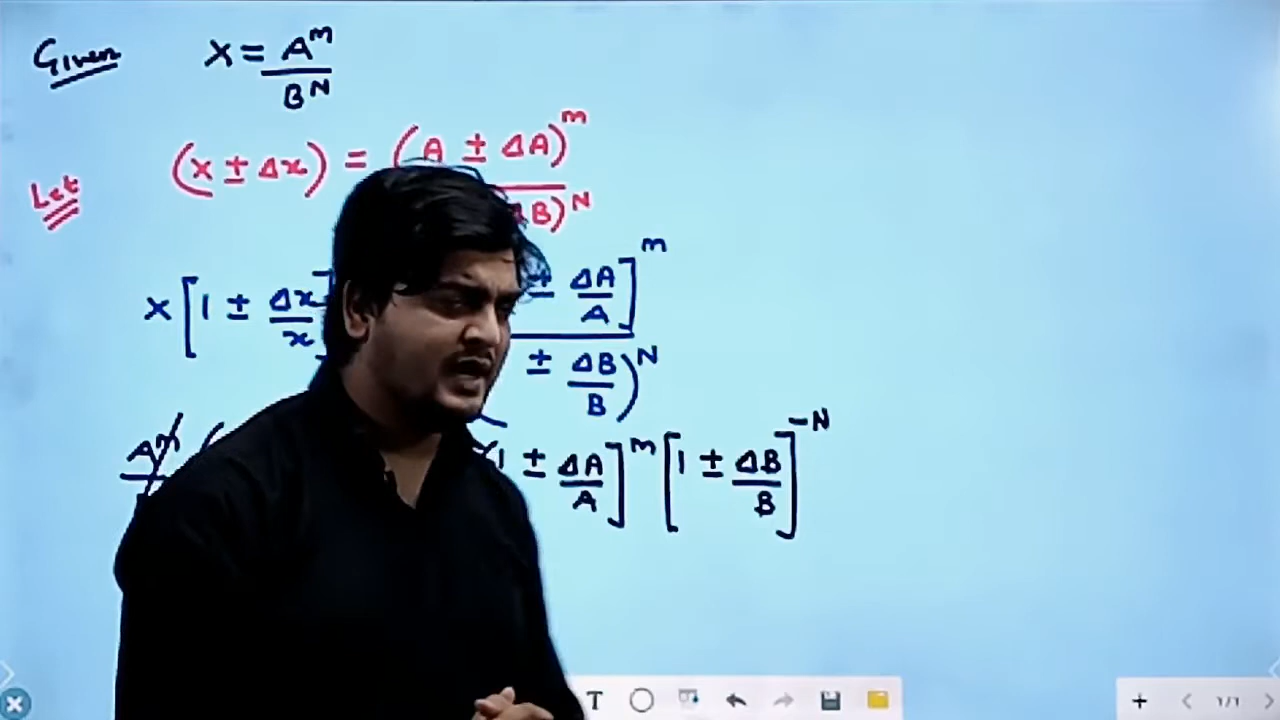 Given X = A^m / B^N
Let (x ± Δx) = (A ± ΔA)^m / B)^N
x [1 ± Δx/x] ± ΔA/A]^m / ± ΔB/B)^N
1 ± ΔA/A]^m [1 ± ΔB/B]^-N
T
1/1